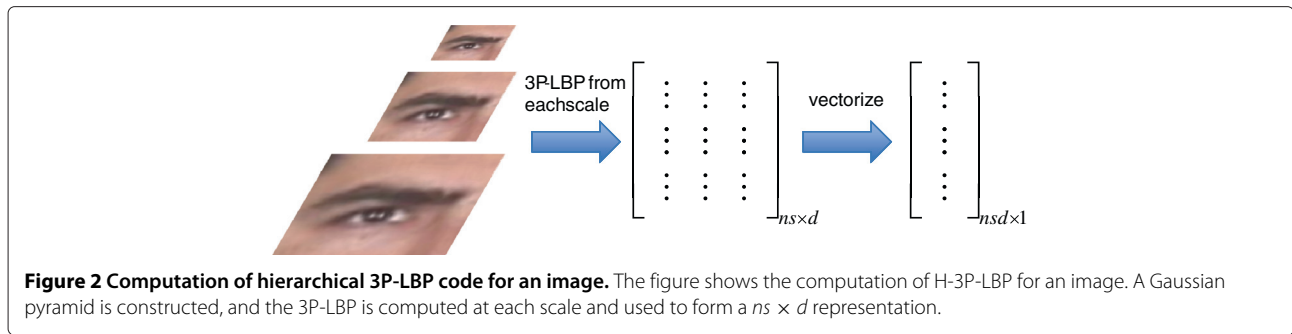 3P-LBP from
eachscale
vectorize
ns×d
nsd×1
Figure 2 Computation of hierarchical 3P-LBP code for an image. The figure shows the computation of H-3P-LBP for an image. A Gaussian
pyramid is constructed, and the 3P-LBP is computed at each scale and used to form a ns × d representation.